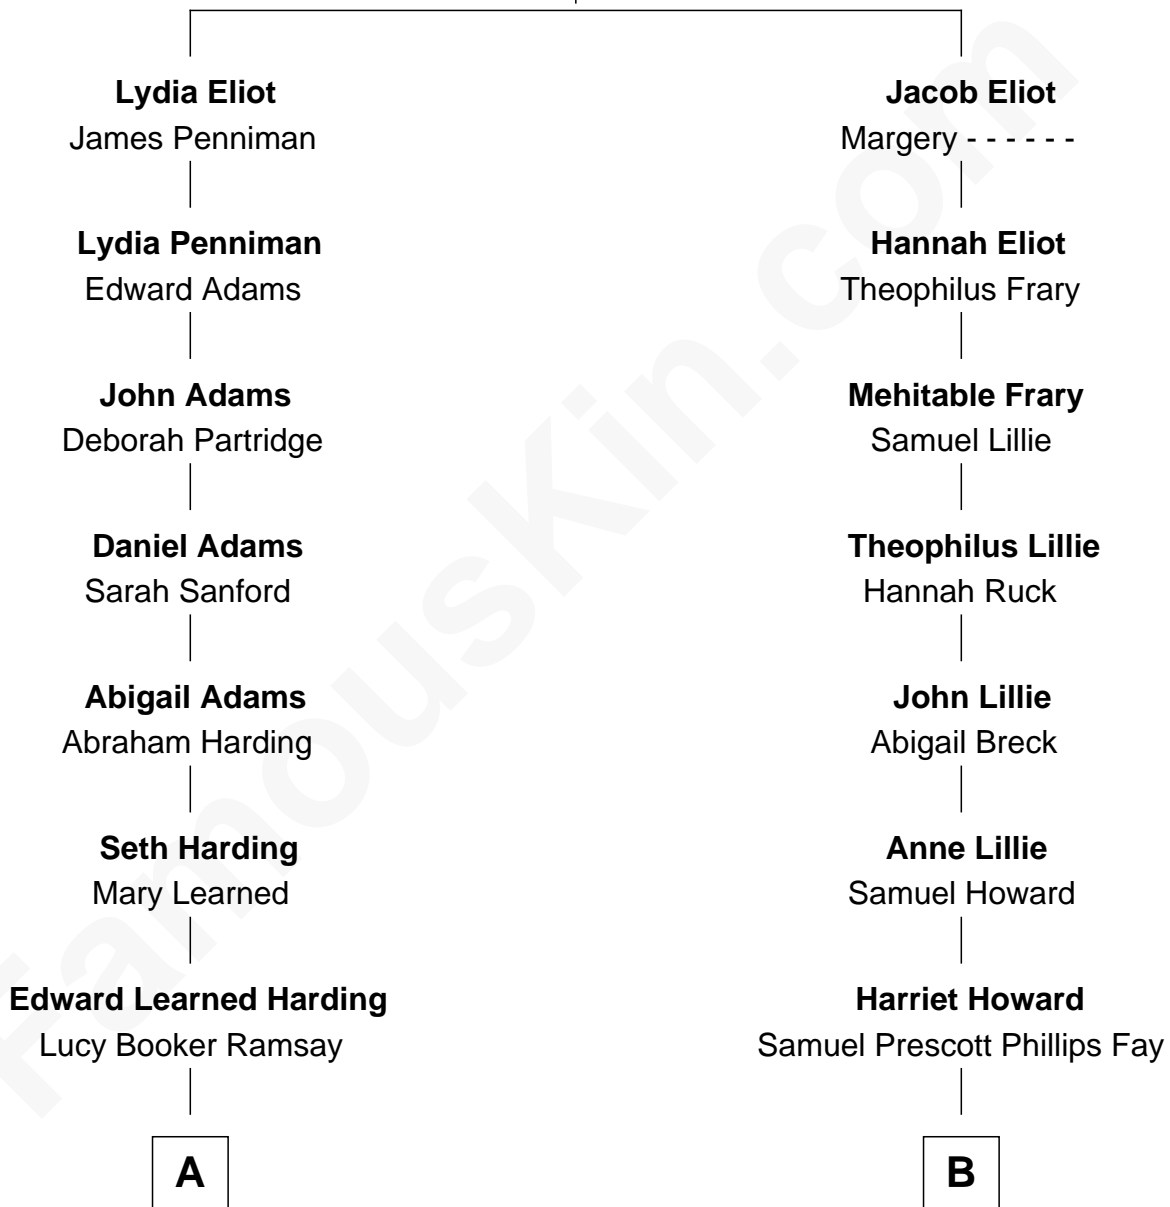 Lydia Eliot
James Penniman
Jacob Eliot
Margery - - - - - -
Lydia Penniman
Edward Adams
Hannah Eliot
Theophilus Frary
John Adams
Deborah Partridge
Mehitable Frary
Samuel Lillie
Daniel Adams
Sarah Sanford
Theophilus Lillie
Hannah Ruck
Abigail Adams
Abraham Harding
John Lillie
Abigail Breck
Seth Harding
Mary Learned
Anne Lillie
Samuel Howard
Edward Learned Harding
Lucy Booker Ramsay
Harriet Howard
Samuel Prescott Phillips Fay
A
B
FamousKin.com